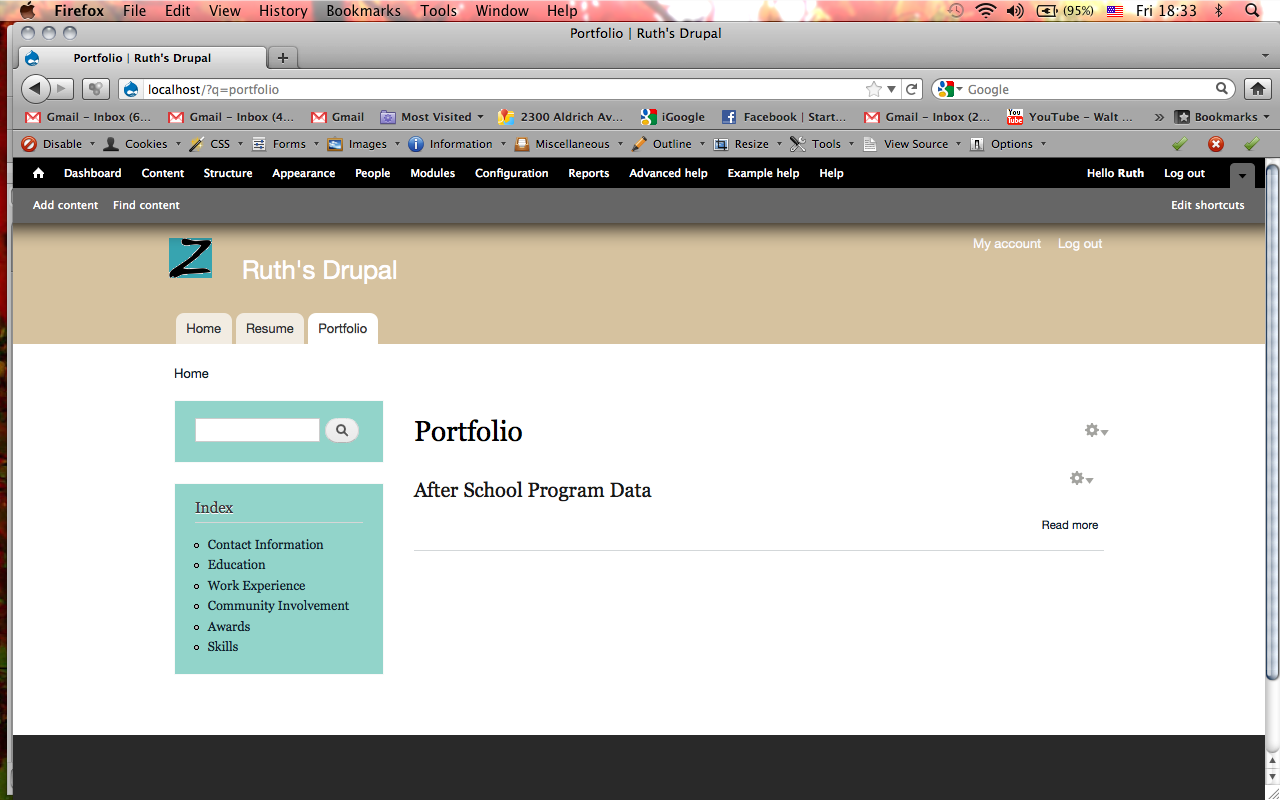 Firefox File Edit View History Bookmarks Tools Window Help (95%) Fri 18:33
Portfolio | Ruth's Drupal
Portfolio | Ruth's Drupal
localhost/?q=portfolio Google
Gmail – Inbox (6... Gmail – Inbox (4... Gmail Most Visited 2300 Aldrich Av... iGoogle Facebook | Start... Gmail – Inbox (2... You Tube YouTube – Walt ... » Bookmarks
Disable Cookies CSS Forms Images Information Miscellaneous Outline Resize Tools View Source Options
Dashboard Content Structure Appearance People Modules Configuration Reports Advanced help Example help Help Hello Ruth Log out
Add content Find content Edit shortcuts
My account Log out
Z Ruth's Drupal
Home Resume Portfolio
Home
Portfolio
After School Program Data
Read more
Index
Contact Information
Education
Work Experience
Community Involvement
Awards
Skills